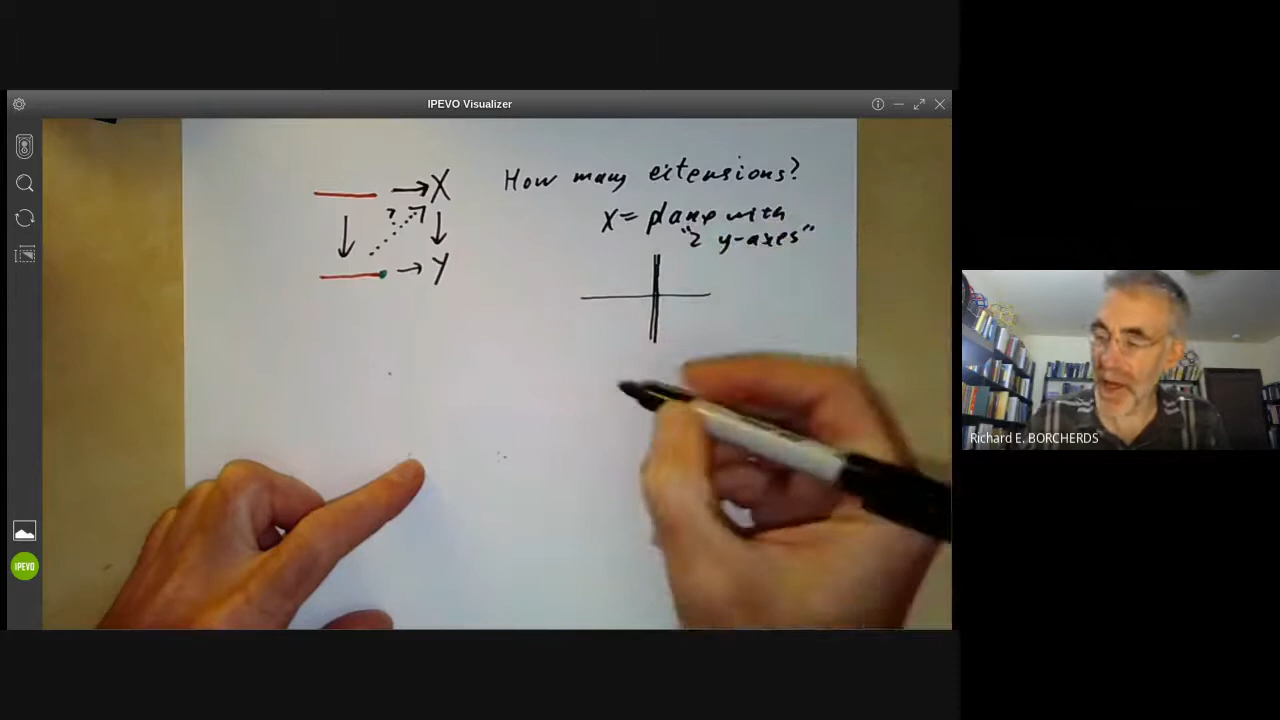 IPEVO Visualizer
X
How many extensions?
X = plane with
"2 y-axes"
? ?
Y
Richard E. BORCHERDS
IPEVO